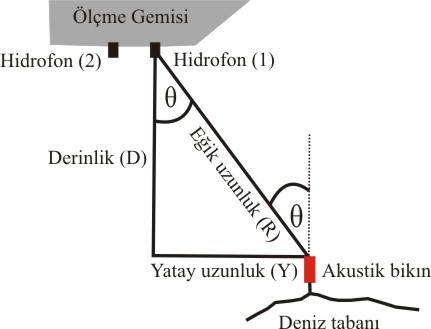 Ölçme Gemisi
Hidrofon (2)
Hidrofon (1)
θ
Derinlik (D)
Eğik uzunluk (R)
θ
Yatay uzunluk (Y)
Akustik bikın
Deniz tabanı